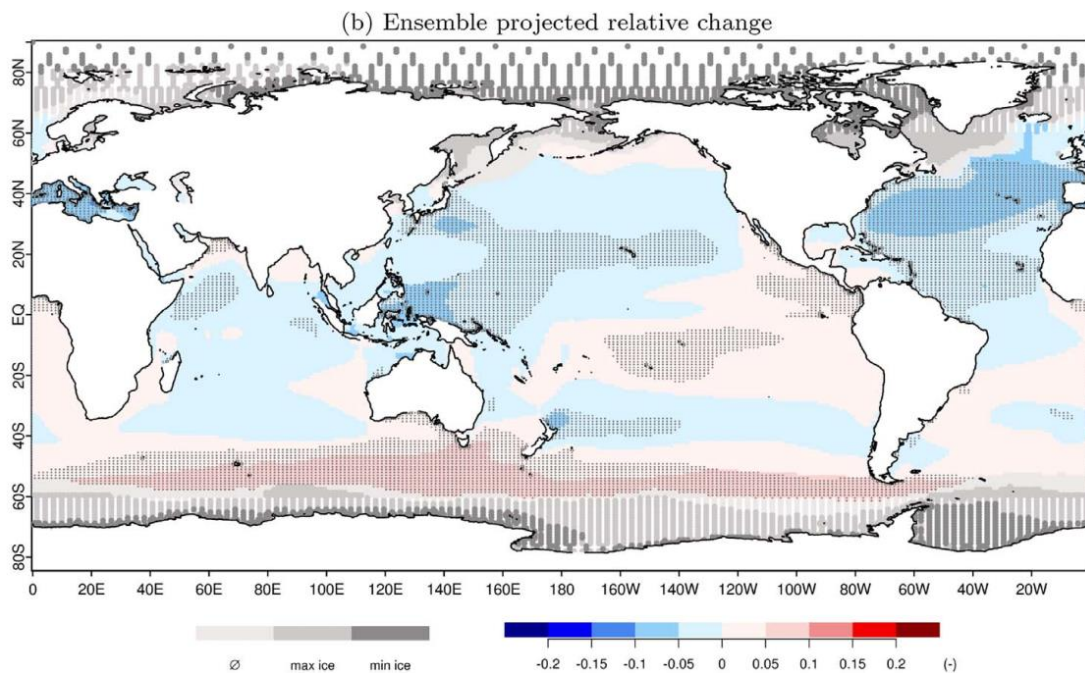 (b) Ensemble projected relative change
80N
60N
40N
20N
EQ
20S
40S
60S
80S
0 20E 40E 60E 80E 100E 120E 140E 160E 180 160W 140W 120W 100W 80W 60W 40W 20W 0
∅ max ice min ice
-0.2 -0.15 -0.1 -0.05 0 0.05 0.1 0.15 0.2 (-)